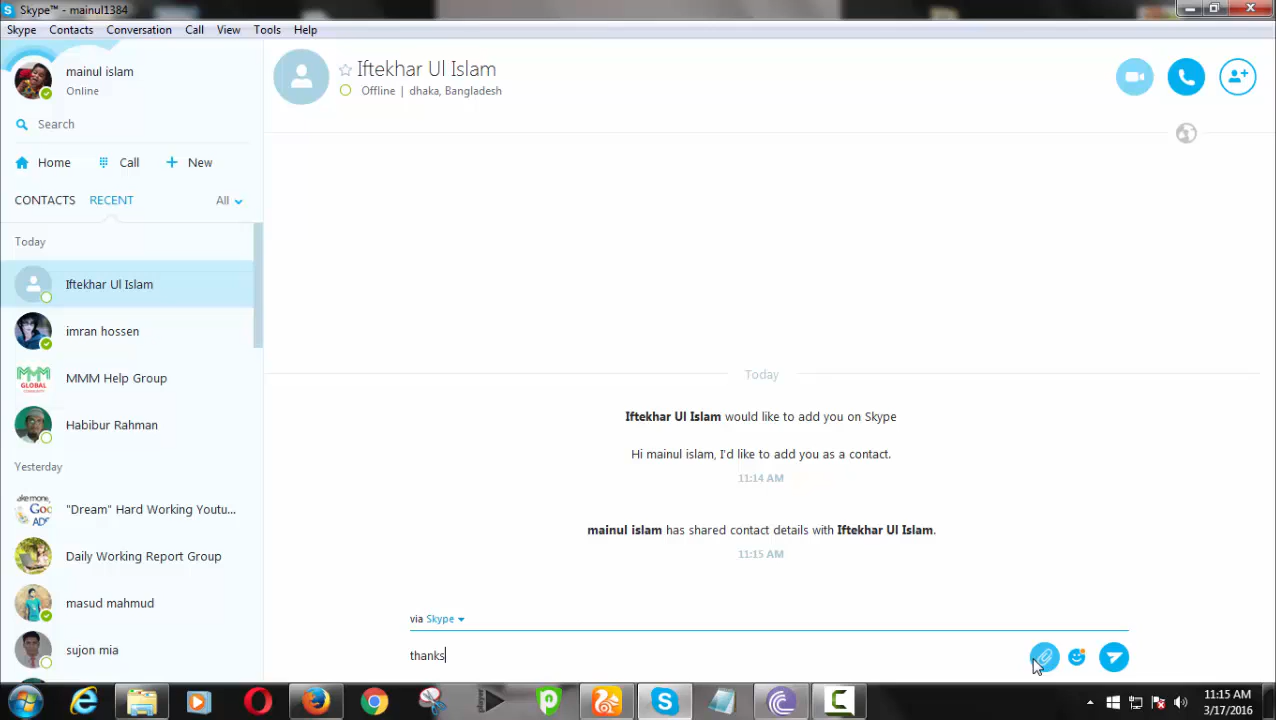 Skype™ - mainul1384
Skype Contacts Conversation Call View Tools Help
mainul islam
Online
Search
Home Call New
CONTACTS RECENT All
Today
Iftekhar Ul Islam
imran hossen
MMM GLOBAL
MMM Help Group
Habibur Rahman
Yesterday
"Dream" Hard Working Youtu...
Daily Working Report Group
masud mahmud
sujon mia
Iftekhar Ul Islam
Offline | dhaka, Bangladesh
Today
Iftekhar Ul Islam would like to add you on Skype
Hi mainul islam, I'd like to add you as a contact.
11:14 AM
mainul islam has shared contact details with Iftekhar Ul Islam.
11:15 AM
via Skype
thanks
11:15 AM
3/17/2016